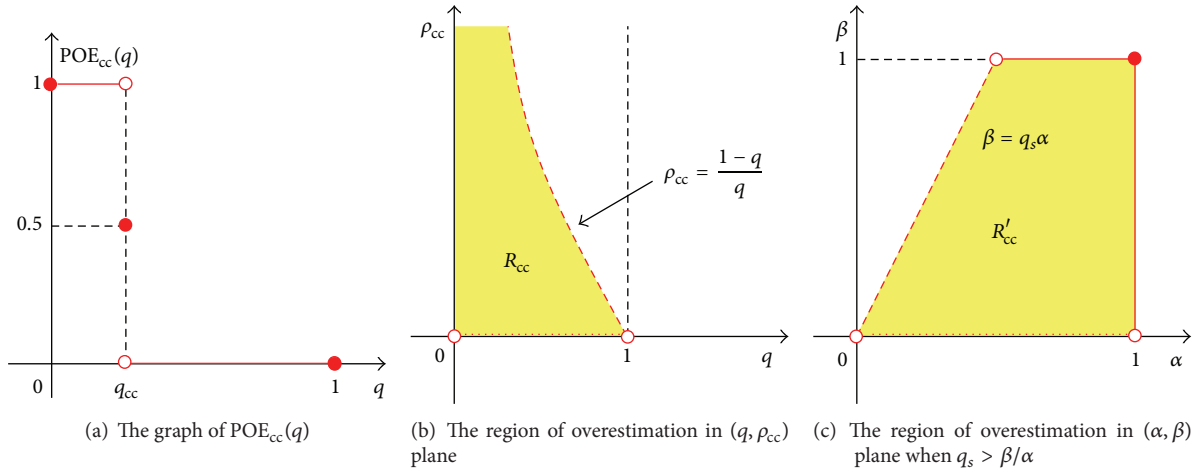 POE_cc(q)
1
0.5
0
q_cc
1
q
(a) The graph of POE_cc(q)
ρ_cc
ρ_cc = (1 − q)/q
R_cc
0
1
q
(b) The region of overestimation in (q, ρ_cc)
plane
β
1
β = q_s α
R′_cc
0
1
α
(c) The region of overestimation in (α, β)
plane when q_s > β/α